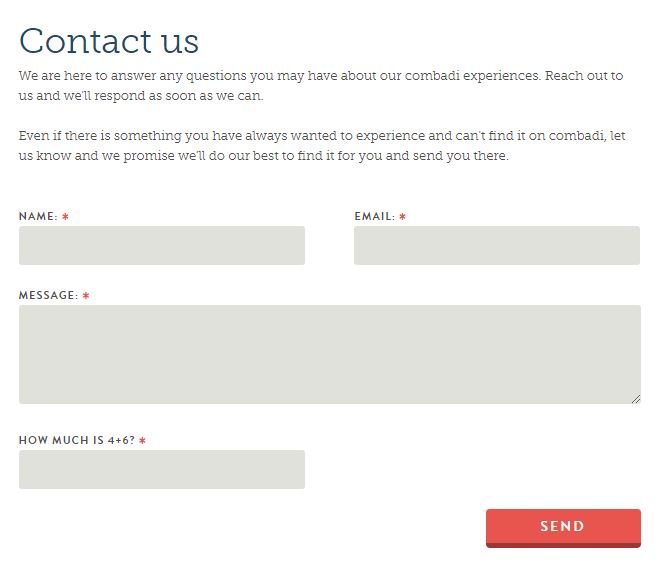 Contact us
We are here to answer any questions you may have about our combadi experiences. Reach out to
us and we'll respond as soon as we can.
Even if there is something you have always wanted to experience and can't find it on combadi, let
us know and we promise we'll do our best to find it for you and send you there.
NAME: *
EMAIL: *
MESSAGE: *
HOW MUCH IS 4+6? *
SEND